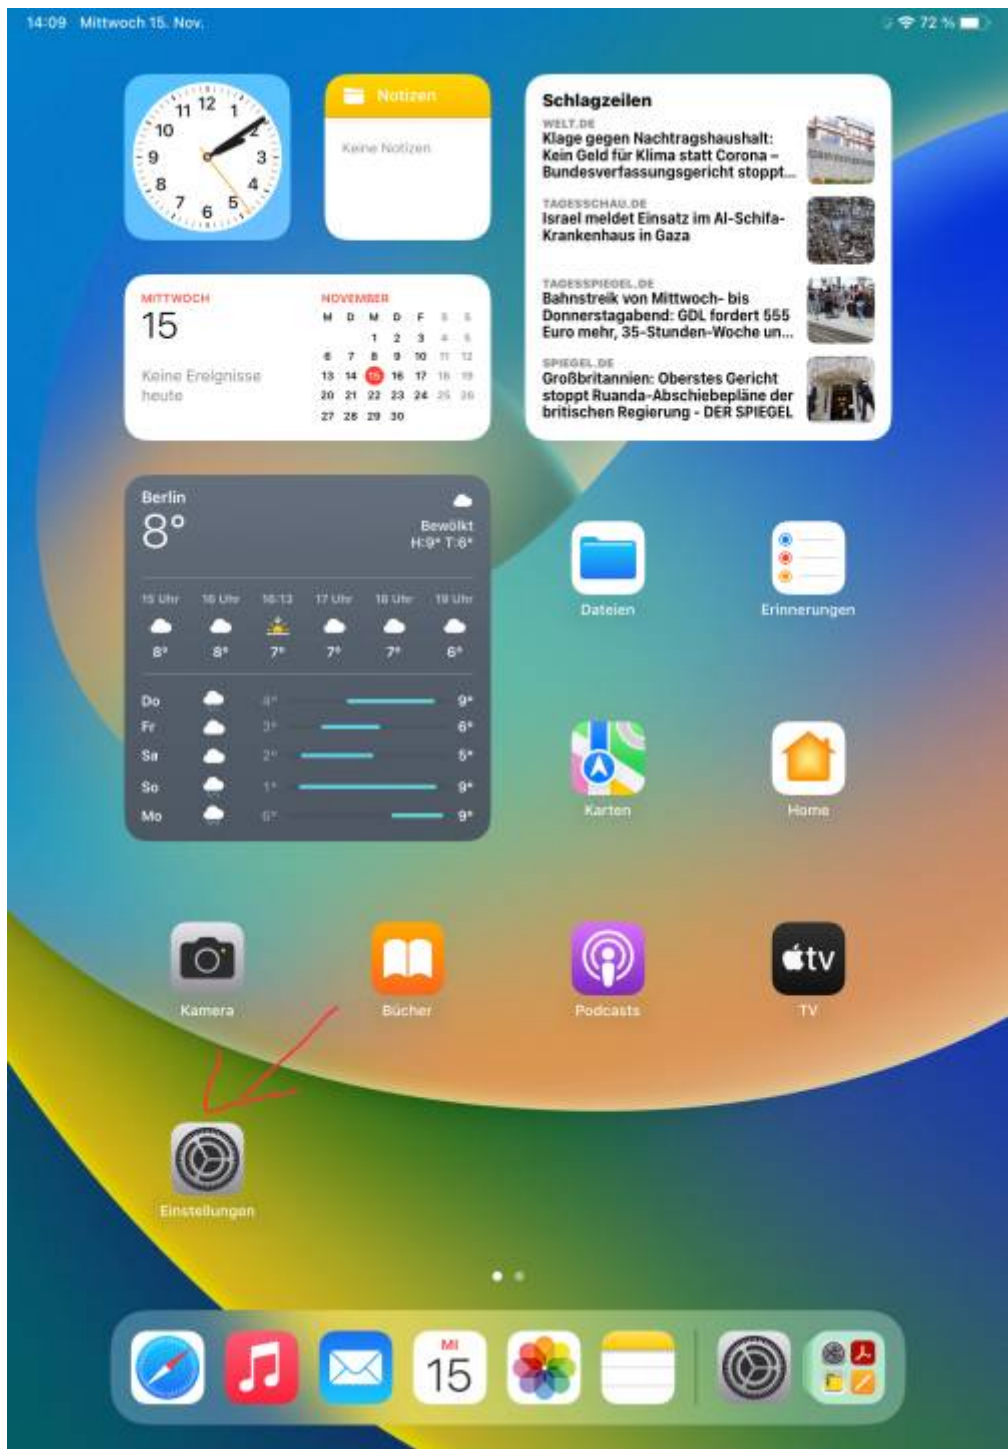 14:09 Mittwoch 15. Nov.
72 %
12
1
2
3
4
5
6
7
8
9
10
11
Notizen
Keine Notizen
Schlagzeilen
WELT.DE
Klage gegen Nachtragshaushalt:
Kein Geld für Klima statt Corona –
Bundesverfassungsgericht stoppt...
TAGESSCHAU.DE
Israel meldet Einsatz im Al-Schifa-
Krankenhaus in Gaza
TAGESSPIEGEL.DE
Bahnstreik von Mittwoch- bis
Donnerstagabend: GDL fordert 555
Euro mehr, 35-Stunden-Woche un...
SPIEGEL.DE
Großbritannien: Oberstes Gericht
stoppt Ruanda-Abschiebepläne der
britischen Regierung - DER SPIEGEL
MITTWOCH
15
Keine Ereignisse
heute
NOVEMBER
M D M D F S S
1 2 3 4 5
6 7 8 9 10 11 12
13 14 15 16 17 18 19
20 21 22 23 24 25 26
27 28 29 30
Berlin
8°
Bewölkt
H:9° T:6°
15 Uhr 16 Uhr 16:13 17 Uhr 18 Uhr 19 Uhr
8° 8° 7° 7° 7° 6°
Do 4° 9°
Fr 3° 6°
Sa 2° 5°
So 1° 9°
Mo 6° 9°
Dateien
Erinnerungen
Karten
Home
tv
Kamera
Bücher
Podcasts
TV
Einstellungen
MI
15